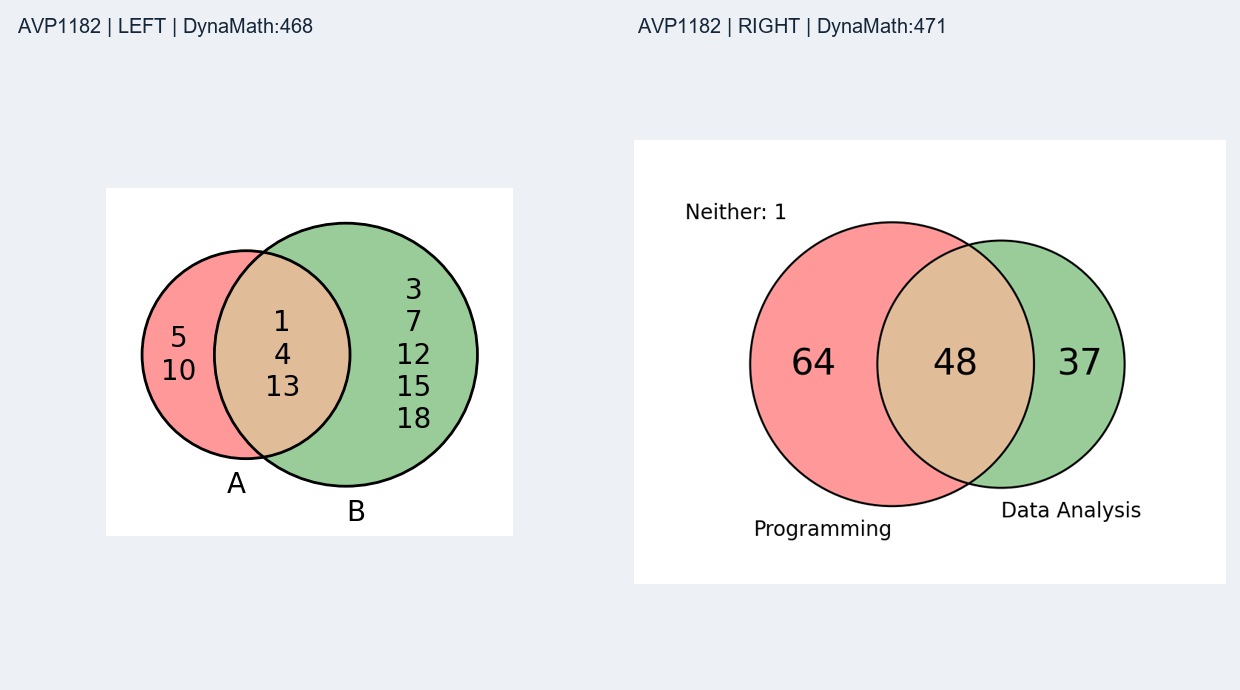 AVP1182 | LEFT | DynaMath:468
5
10
1
4
13
3
7
12
15
18
A
B
AVP1182 | RIGHT | DynaMath:471
Neither: 1
64
48
37
Programming
Data Analysis